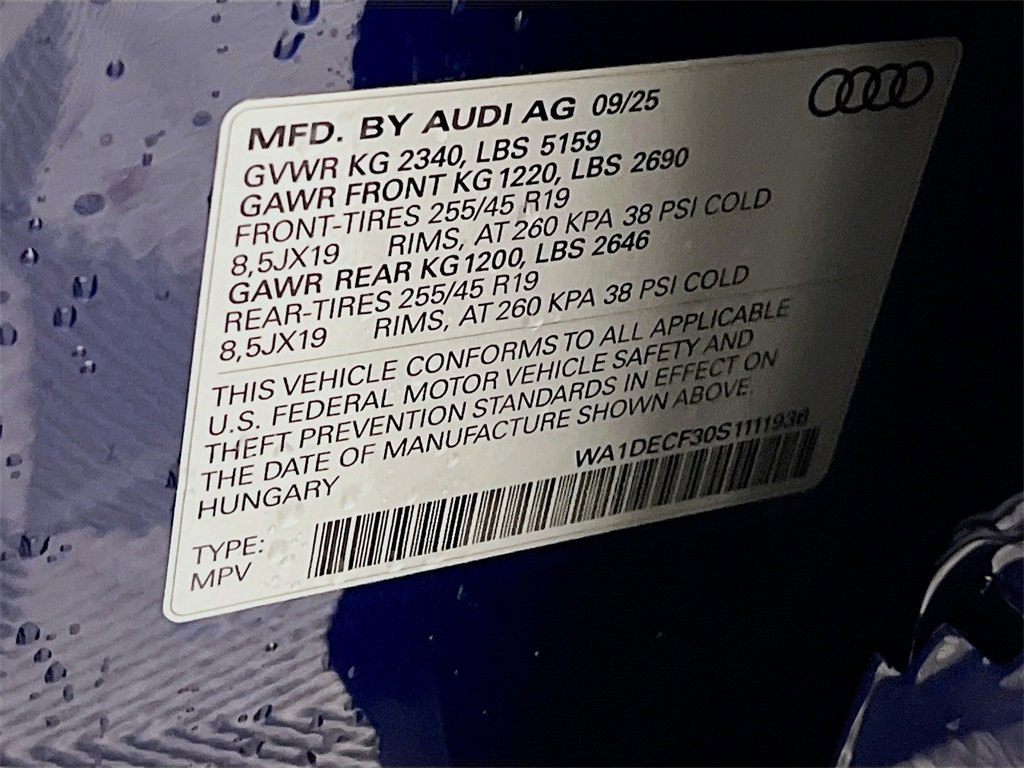 MFD. BY AUDI AG 09/25
GVWR KG 2340, LBS 5159
GAWR FRONT KG 1220, LBS 2690
FRONT-TIRES 255/45 R19
8,5JX19 RIMS, AT 260 KPA 38 PSI COLD
GAWR REAR KG 1200, LBS 2646
REAR-TIRES 255/45 R19
8,5JX19 RIMS, AT 260 KPA 38 PSI COLD
THIS VEHICLE CONFORMS TO ALL APPLICABLE
U.S. FEDERAL MOTOR VEHICLE SAFETY AND
THEFT PREVENTION STANDARDS IN EFFECT ON
THE DATE OF MANUFACTURE SHOWN ABOVE.
HUNGARY
WA1DECF30S1111936
TYPE:
MPV